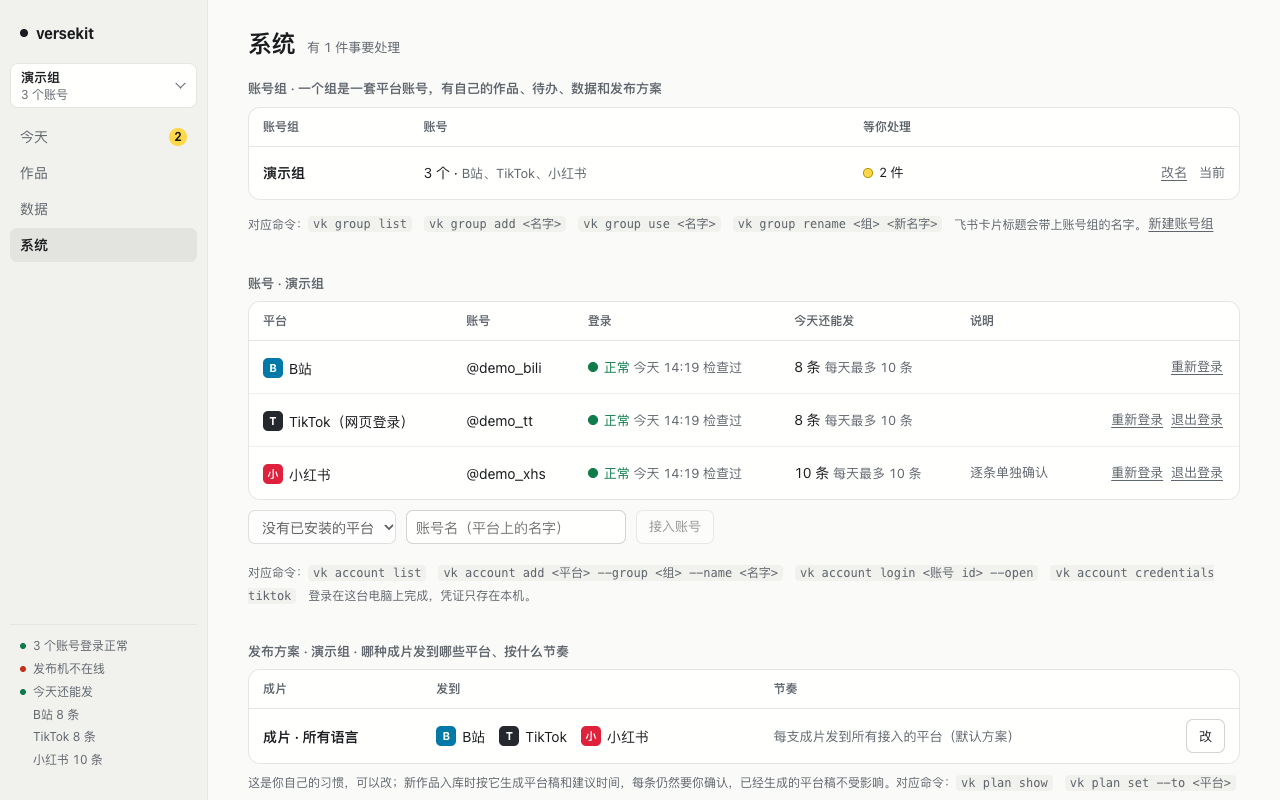 versekit
演示组
3 个账号
今天 2
作品
数据
系统
3 个账号登录正常
发布机不在线
今天还能发
B站 8 条
TikTok 8 条
小红书 10 条
系统 有 1 件事要处理
账号组 · 一个组是一套平台账号，有自己的作品、待办、数据和发布方案
账号组 账号 等你处理
演示组 3 个 · B站、TikTok、小红书 2 件 改名 当前
对应命令： vk group list vk group add <名字> vk group use <名字> vk group rename <组> <新名字> 飞书卡片标题会带上账号组的名字。 新建账号组
账号 · 演示组
平台 账号 登录 今天还能发 说明
B B站 @demo_bili 正常 今天 14:19 检查过 8 条 每天最多 10 条 重新登录
T TikTok（网页登录） @demo_tt 正常 今天 14:19 检查过 8 条 每天最多 10 条 重新登录 退出登录
小 小红书 @demo_xhs 正常 今天 14:19 检查过 10 条 每天最多 10 条 逐条单独确认 重新登录 退出登录
没有已安装的平台 账号名（平台上的名字） 接入账号
对应命令： vk account list vk account add <平台> --group <组> --name <名字> vk account login <账号 id> --open vk account credentials
tiktok 登录在这台电脑上完成，凭证只存在本机。
发布方案 · 演示组 · 哪种成片发到哪些平台、按什么节奏
成片 发到 节奏
成片 · 所有语言 B B站 T TikTok 小 小红书 每支成片发到所有接入的平台（默认方案） 改
这是你自己的习惯，可以改；新作品入库时按它生成平台稿和建议时间，每条仍然要你确认，已经生成的平台稿不受影响。对应命令： vk plan show vk plan set --to <平台>